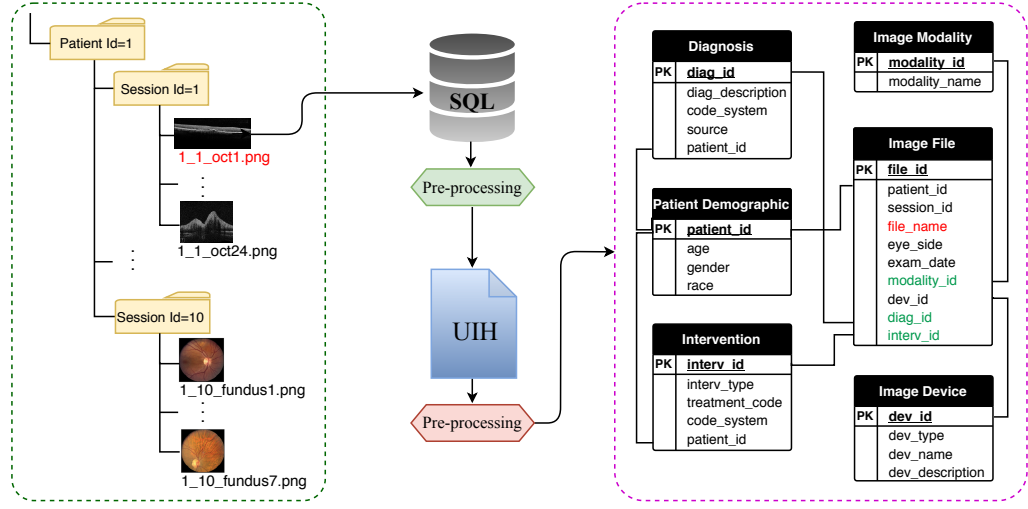 Patient Id=1
Session Id=1
1_1_oct1.png
1_1_oct24.png
Session Id=10
1_10_fundus1.png
1_10_fundus7.png
SQL
Pre-processing
UIH
Pre-processing
Diagnosis
PK diag_id
diag_description
code_system
source
patient_id
Patient Demographic
PK patient_id
age
gender
race
Intervention
PK interv_id
interv_type
treatment_code
code_system
patient_id
Image Modality
PK modality_id
modality_name
Image File
PK file_id
patient_id
session_id
file_name
eye_side
exam_date
modality_id
dev_id
diag_id
interv_id
Image Device
PK dev_id
dev_type
dev_name
dev_description